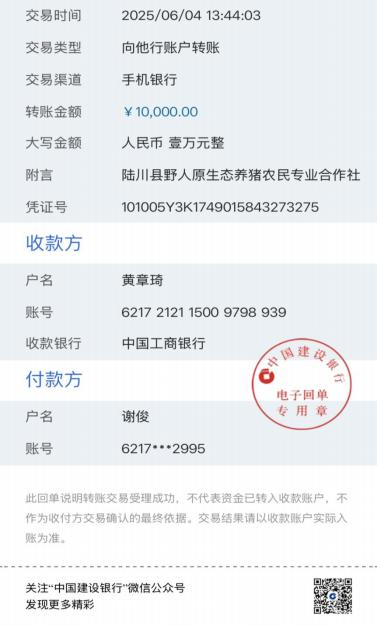 交易时间 2025/06/04 13:44:03
交易类型 向他行账户转账
交易渠道 手机银行
转账金额 ￥10,000.00
大写金额 人民币 壹万元整
附言 陆川县野人原生态养猪农民专业合作社
凭证号 101005Y3K1749015843273275
收款方
户名 黄章琦
账号 6217 2121 1500 9798 939
收款银行 中国工商银行
中国建设银行
电子回单
专用章
付款方
户名 谢俊
账号 6217***2995
此回单说明转账交易受理成功，不代表资金已转入收款账户，不
作为收付方交易确认的最终依据。交易结果请以收款账户实际入
账为准。
关注“中国建设银行”微信公众号
发现更多精彩